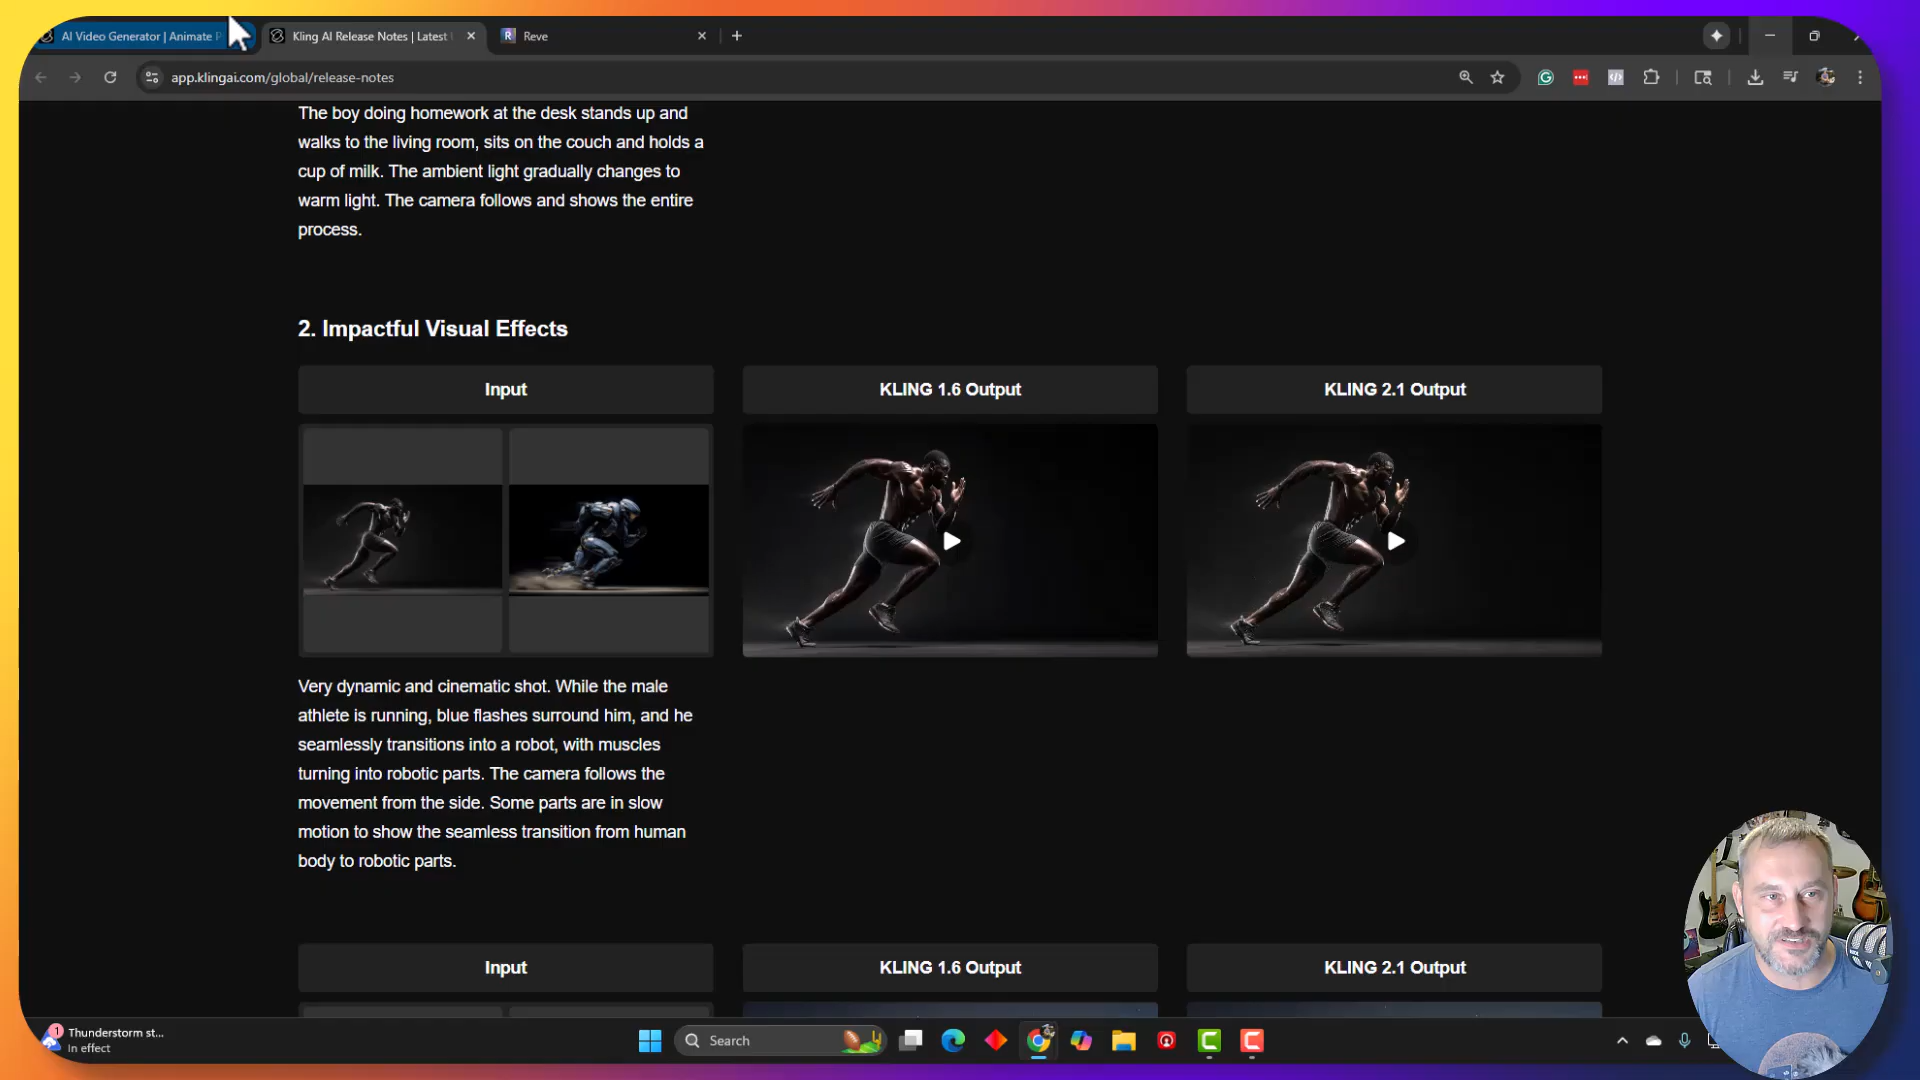 AI Video Generator | Animate P
Kling AI Release Notes | Latest
Reve
app.klingai.com/global/release-notes
The boy doing homework at the desk stands up and
walks to the living room, sits on the couch and holds a
cup of milk. The ambient light gradually changes to
warm light. The camera follows and shows the entire
process.
2. Impactful Visual Effects
Input
KLING 1.6 Output
KLING 2.1 Output
Very dynamic and cinematic shot. While the male
athlete is running, blue flashes surround him, and he
seamlessly transitions into a robot, with muscles
turning into robotic parts. The camera follows the
movement from the side. Some parts are in slow
motion to show the seamless transition from human
body to robotic parts.
Input
KLING 1.6 Output
KLING 2.1 Output
1
Thunderstorm st...
In effect
Search